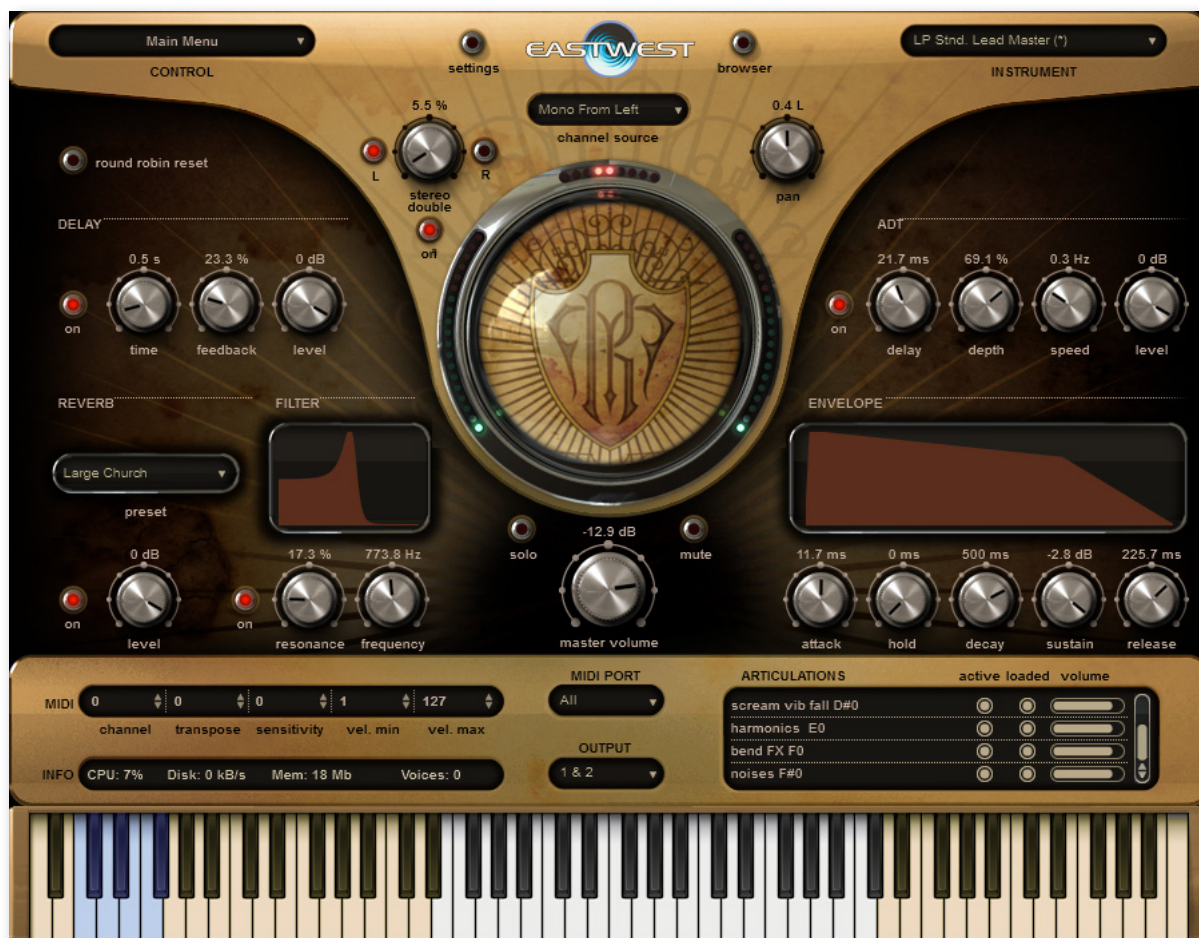 Main Menu
CONTROL
settings
EASTWEST
browser
LP Stnd. Lead Master (*)
INSTRUMENT
round robin reset
5.5 %
L
R
stereo
double
on
Mono From Left
channel source
0.4 L
pan
DELAY
0.5 s 23.3 % 0 dB
on
time feedback level
ADT
21.7 ms 69.1 % 0.3 Hz 0 dB
on
delay depth speed level
REVERB
Large Church
preset
0 dB
on
level
FILTER
17.3 % 773.8 Hz
on
resonance frequency
solo
-12.9 dB
mute
master volume
ENVELOPE
11.7 ms 0 ms 500 ms -2.8 dB 225.7 ms
attack hold decay sustain release
MIDI 0 0 0 1 127
channel transpose sensitivity vel. min vel. max
INFO CPU: 7% Disk: 0 kB/s Mem: 18 Mb Voices: 0
MIDI PORT
All
OUTPUT
1 & 2
ARTICULATIONS active loaded volume
scream vib fall D#0
harmonics E0
bend FX F0
noises F#0